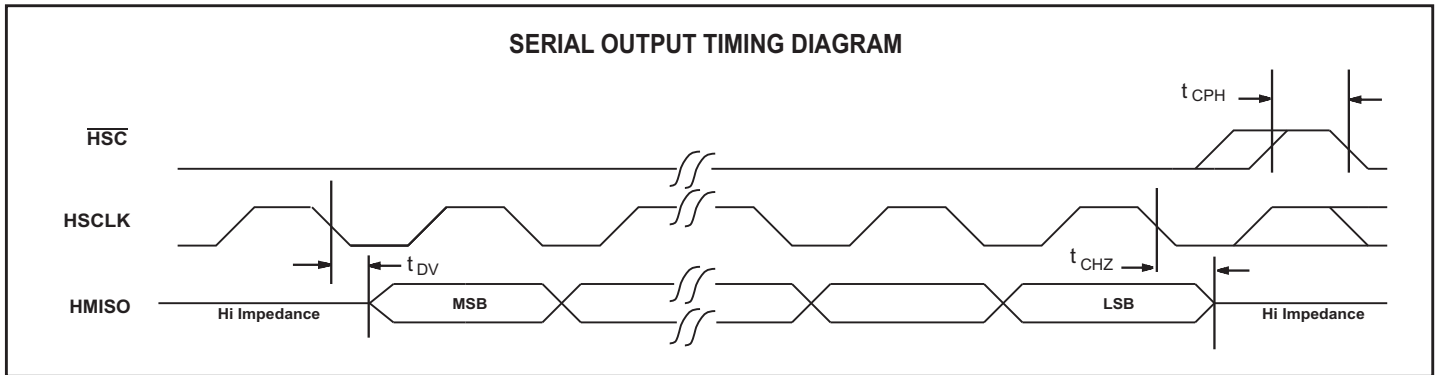 SERIAL OUTPUT TIMING DIAGRAM
t CPH
HSC
HSCLK
t DV
t CHZ
HMISO
Hi Impedance
MSB
LSB
Hi Impedance